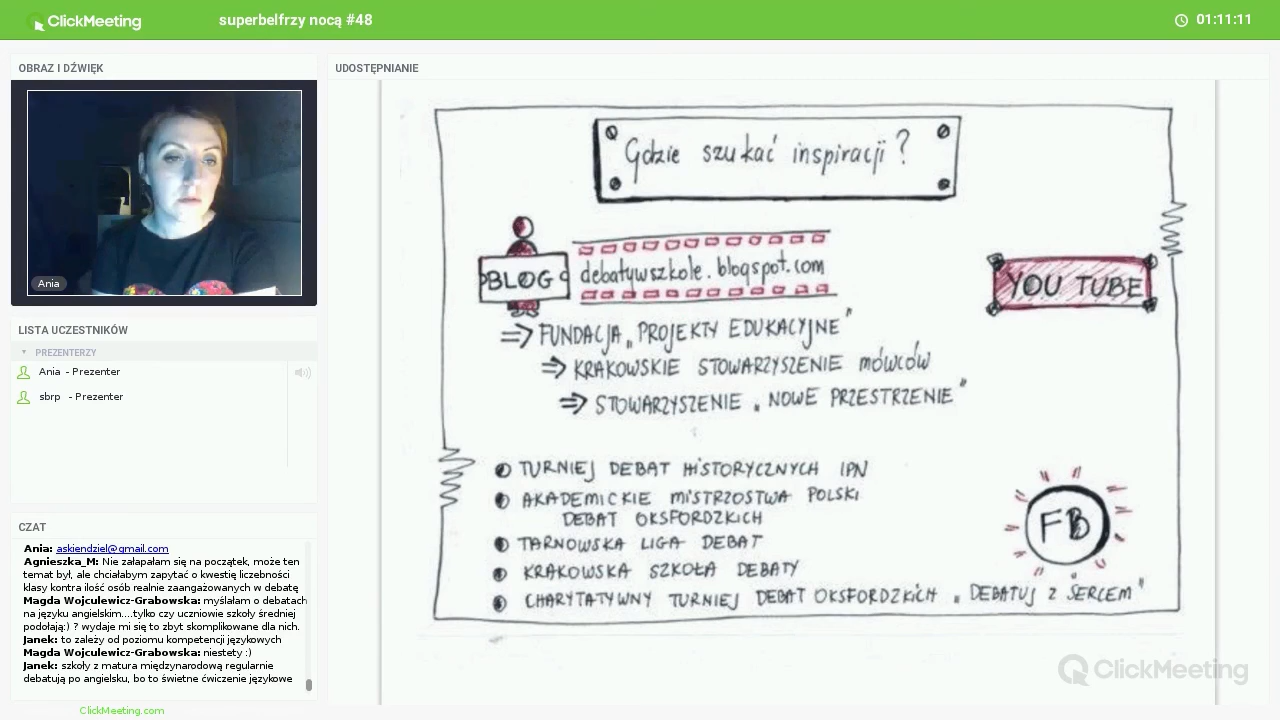 ClickMeeting
superbelfrzy nocą #48
01:11:11
OBRAZ I DŹWIĘK
Ania
LISTA UCZESTNIKÓW
PREZENTERZY
Ania - Prezenter
sbrp - Prezenter
CZAT
Ania: askiendziel@gmail.com
Agnieszka_M: Nie załapałam się na początek, może ten
temat był, ale chciałabym zapytać o kwestię liczebności
klasy kontra ilość osób realnie zaangażowanych w debatę
Magda Wojculewicz-Grabowska: myślałam o debatach
na języku angielskim...tylko czy uczniowie szkoły średniej
podołają:) ? wydaje mi się to zbyt skomplikowane dla nich.
Janek: to zależy od poziomu kompetencji językowych
Magda Wojculewicz-Grabowska: niestety :)
Janek: szkoły z matura międzynarodową regularnie
debatują po angielsku, bo to świetne ćwiczenie językowe
ClickMeeting.com
UDOSTĘPNIANIE
Gdzie szukać inspiracji?
BLOG
debatywszkole.blogspot.com
YOU TUBE
⇒ FUNDACJA „PROJEKTY EDUKACYJNE"
⇒ KRAKOWSKIE STOWARZYSZENIE MÓWCÓW
⇒ STOWARZYSZENIE „NOWE PRZESTRZENIE"
TURNIEJ DEBAT HISTORYCZNYCH IPN
AKADEMICKIE MISTRZOSTWA POLSKI
DEBAT OKSFORDZKICH
TARNOWSKA LIGA DEBAT
KRAKOWSKA SZKOŁA DEBATY
CHARYTATYWNY TURNIEJ DEBAT OKSFORDZKICH „DEBATUJ Z SERCEM"
FB
ClickMeeting